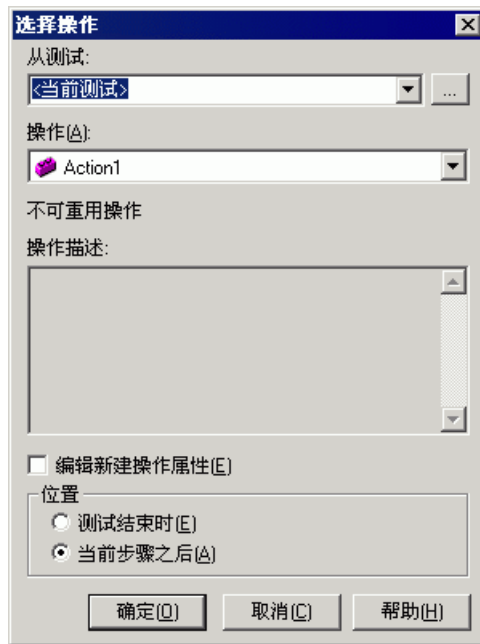 选择操作
从测试:
<当前测试>
...
操作(A):
Action1
不可重用操作
操作描述:
编辑新建操作属性(E)
位置
测试结束时(E)
当前步骤之后(A)
确定(O) 取消(C) 帮助(H)